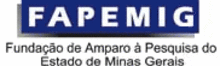 FAPEMIG
Fundação de Amparo à Pesquisa do
Estado de Minas Gerais